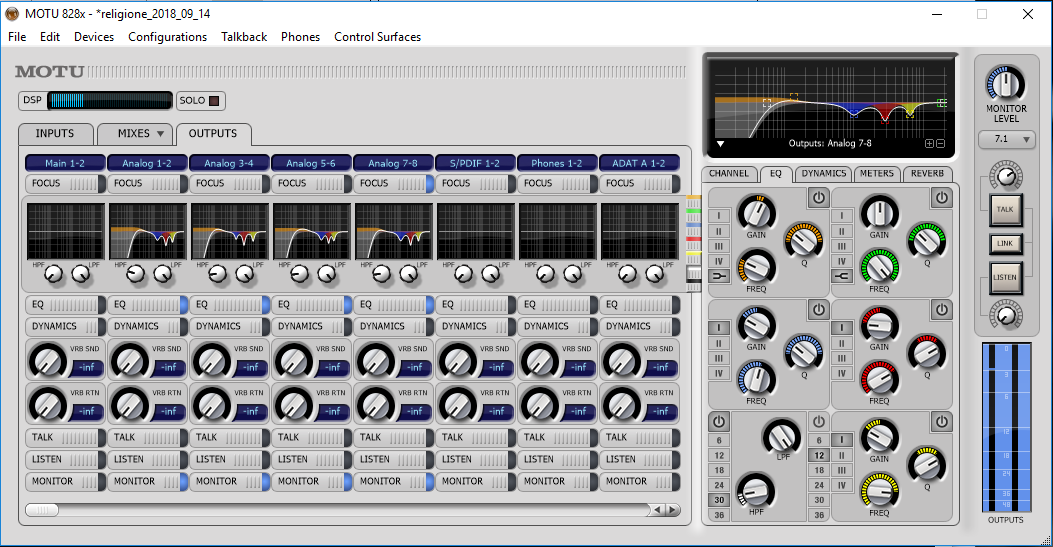 MOTU 828x - *religione_2018_09_14
File Edit Devices Configurations Talkback Phones Control Surfaces
MOTU
DSP SOLO
INPUTS MIXES OUTPUTS
Main 1-2 Analog 1-2 Analog 3-4 Analog 5-6 Analog 7-8 S/PDIF 1-2 Phones 1-2 ADAT A 1-2
FOCUS FOCUS FOCUS FOCUS FOCUS FOCUS FOCUS FOCUS
HPF LPF HPF LPF HPF LPF HPF LPF HPF LPF HPF LPF HPF LPF HPF LPF
EQ EQ EQ EQ EQ EQ EQ EQ
DYNAMICS DYNAMICS DYNAMICS DYNAMICS DYNAMICS DYNAMICS DYNAMICS DYNAMICS
VRB SND VRB SND VRB SND VRB SND VRB SND VRB SND VRB SND VRB SND
-inf -inf -inf -inf -inf -inf -inf -inf
VRB RTN VRB RTN VRB RTN VRB RTN VRB RTN VRB RTN VRB RTN VRB RTN
-inf -inf -inf -inf -inf -inf -inf -inf
TALK TALK TALK TALK TALK TALK TALK TALK
LISTEN LISTEN LISTEN LISTEN LISTEN LISTEN LISTEN LISTEN
MONITOR MONITOR MONITOR MONITOR MONITOR MONITOR MONITOR MONITOR
Outputs: Analog 7-8
CHANNEL EQ DYNAMICS METERS REVERB
I I
II GAIN II GAIN
III Q III Q
IV IV
FREQ FREQ
I I
II GAIN II GAIN
III Q III Q
IV IV
FREQ FREQ
6 6 I
12 LPF 12 II GAIN
18 18 III Q
24 24 IV
30 30
36 HPF 36 FREQ
MONITOR
LEVEL
7.1
TALK
LINK
LISTEN
0
3
6
12
18
24
36
48
OUTPUTS